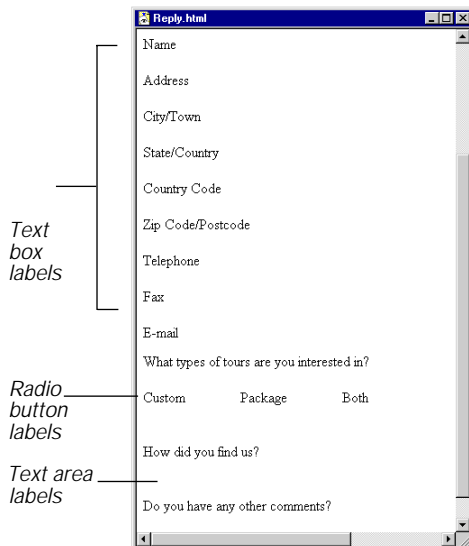 Reply.html
Name
Address
City/Town
State/Country
Country Code
Zip Code/Postcode
Telephone
Fax
E-mail
What types of tours are you interested in?
Custom Package Both
How did you find us?
Do you have any other comments?
Text
box
labels
Radio
button
labels
Text area
labels